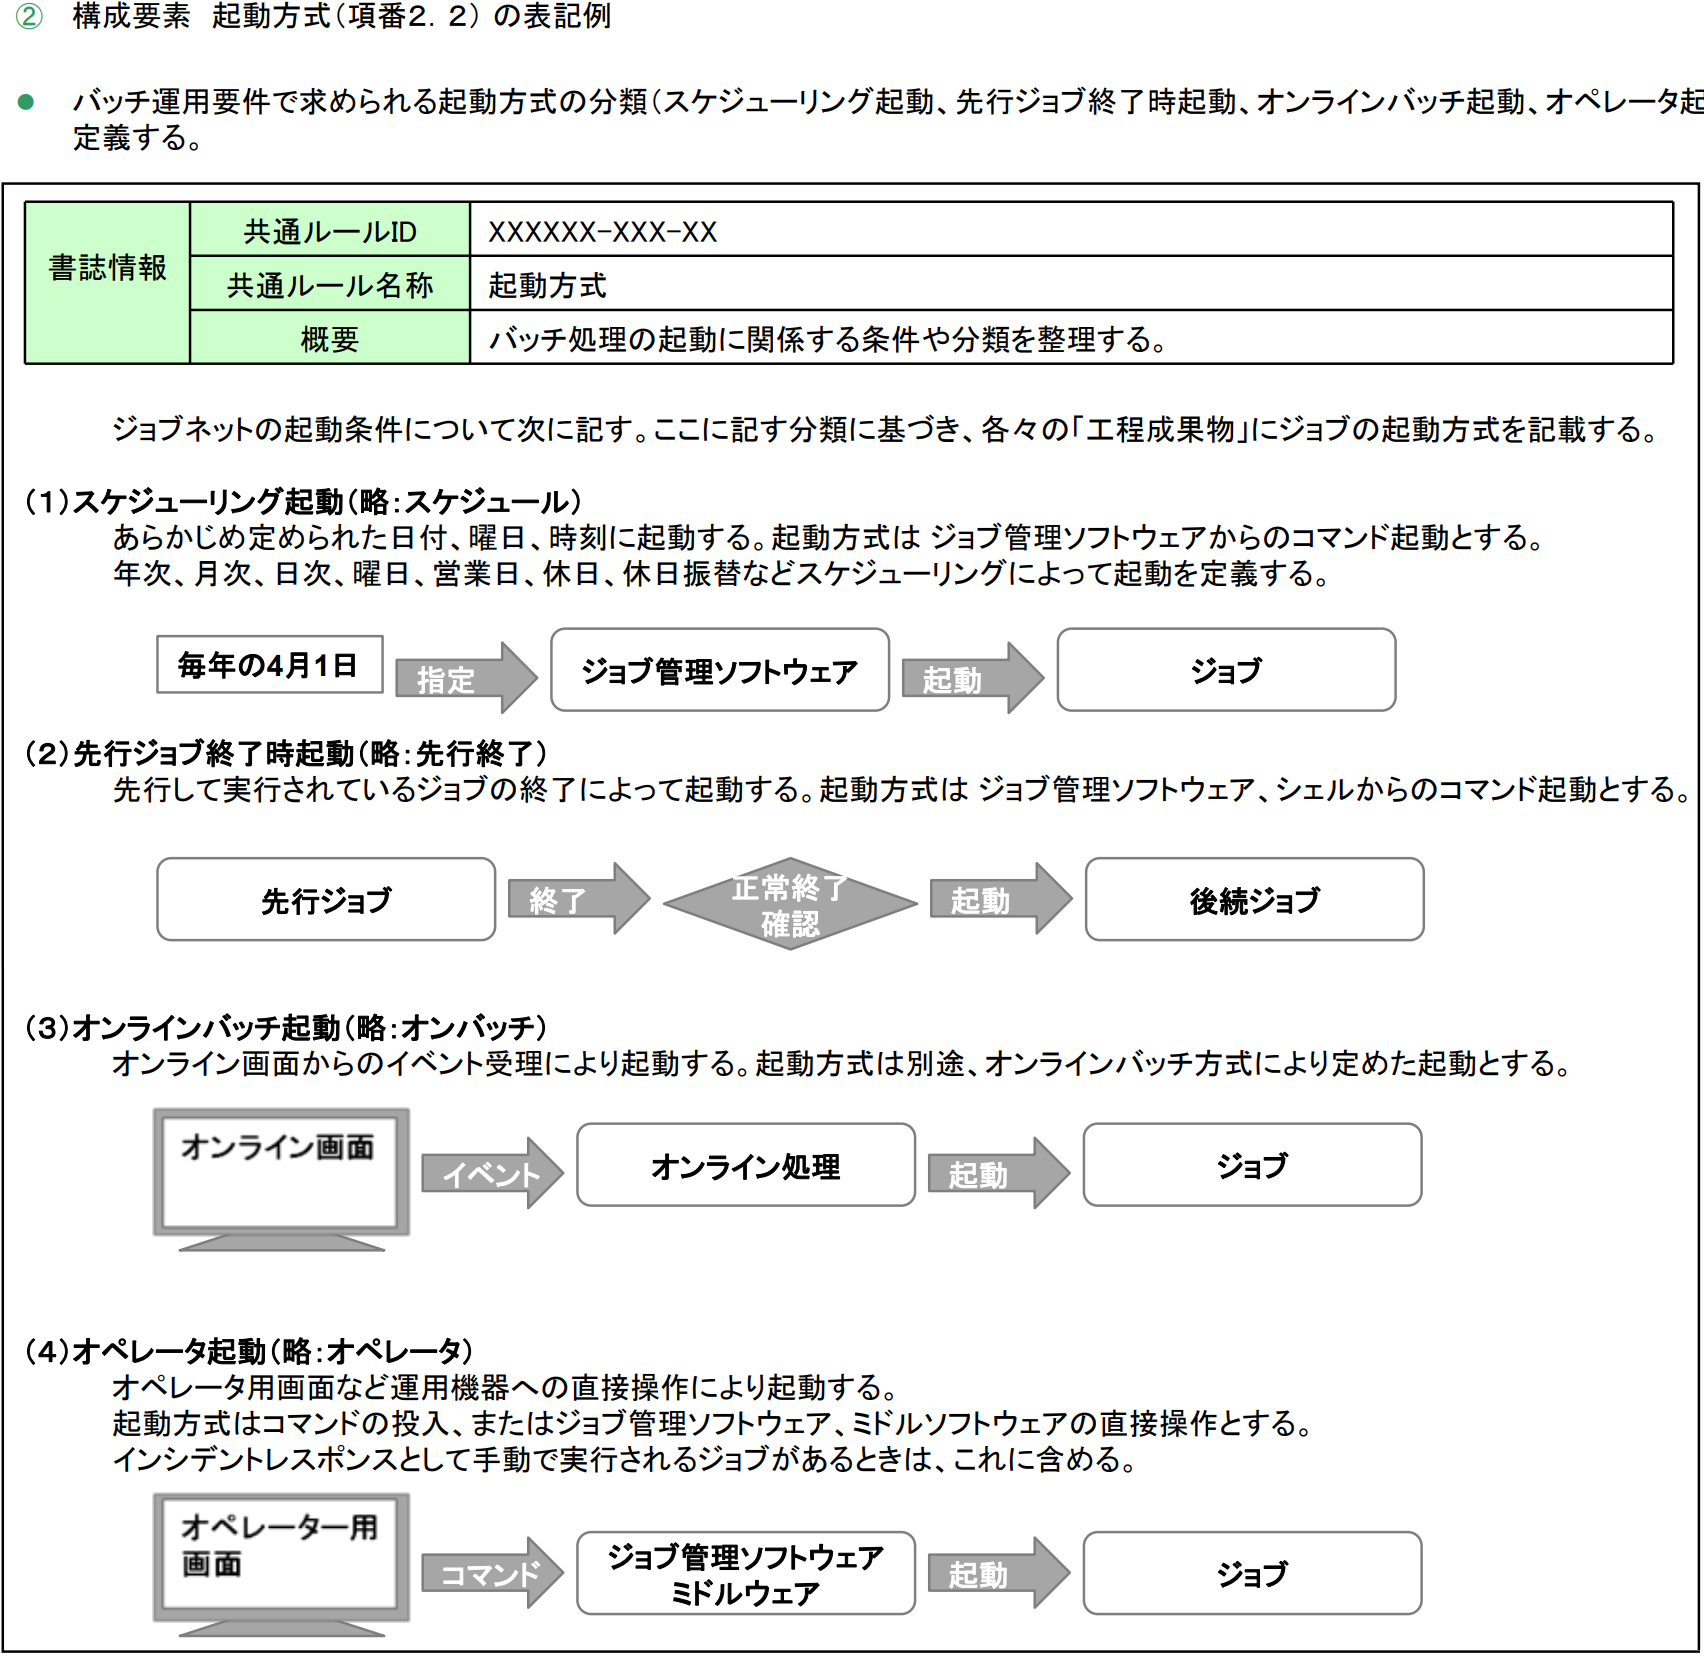 ② 構成要素 起動方式(項番2.2)の表記例
● バッチ運用要件で求められる起動方式の分類(スケジューリング起動、先行ジョブ終了時起動、オンラインバッチ起動、オペレータ起
定義する。
書誌情報
共通ルールID XXXXXX-XXX-XX
共通ルール名称 起動方式
概要 バッチ処理の起動に関係する条件や分類を整理する。
ジョブネットの起動条件について次に記す。ここに記す分類に基づき、各々の「工程成果物」にジョブの起動方式を記載する。
(1)スケジューリング起動(略:スケジュール)
あらかじめ定められた日付、曜日、時刻に起動する。起動方式は ジョブ管理ソフトウェアからのコマンド起動とする。
年次、月次、日次、曜日、営業日、休日、休日振替などスケジューリングによって起動を定義する。
毎年の4月1日 指定 ジョブ管理ソフトウェア 起動 ジョブ
(2)先行ジョブ終了時起動(略:先行終了)
先行して実行されているジョブの終了によって起動する。起動方式は ジョブ管理ソフトウェア、シェルからのコマンド起動とする。
先行ジョブ 終了 正常終了
確認 起動 後続ジョブ
(3)オンラインバッチ起動(略:オンバッチ)
オンライン画面からのイベント受理により起動する。起動方式は別途、オンラインバッチ方式により定めた起動とする。
オンライン画面 イベント オンライン処理 起動 ジョブ
(4)オペレータ起動(略:オペレータ)
オペレータ用画面など運用機器への直接操作により起動する。
起動方式はコマンドの投入、またはジョブ管理ソフトウェア、ミドルソフトウェアの直接操作とする。
インシデントレスポンスとして手動で実行されるジョブがあるときは、これに含める。
オペレーター用
画面
コマンド
ジョブ管理ソフトウェア
ミドルウェア
起動
ジョブ